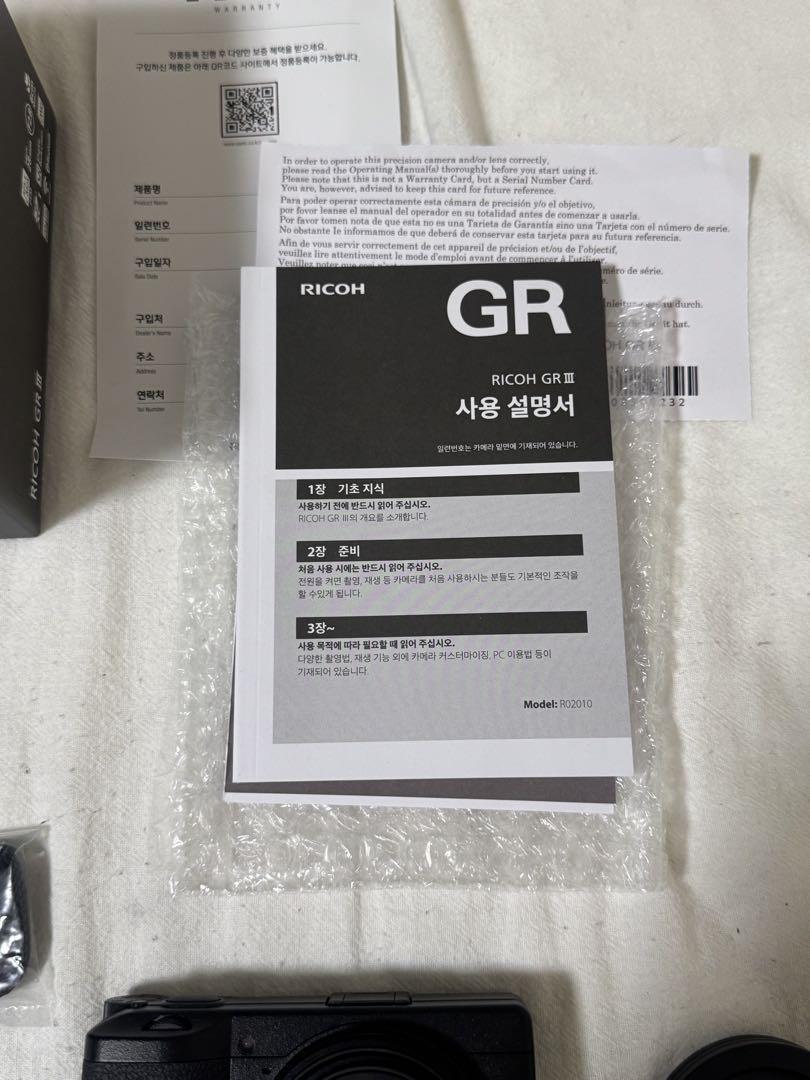 WARRANTY
정품등록 진행 후 다양한 보증 혜택을 받으세요.
구입하신 제품은 아래 QR코드 사이트에서 정품등록이 가능합니다.
제품명
Product Name
일련번호
Serial Number
구입일자
Sale Date
구입처
Dealer's Name
주소
Address
연락처
Tel Number
RICOH GR III
In order to operate this precision camera and/or lens correctly,
please read the Operating Manual(s) thoroughly before you start using it.
Please note that this is not a Warranty Card, but a Serial Number Card.
You are, however, advised to keep this card for future reference.
Para poder operar correctamente esta cámara de precisión y/o el objetivo,
por favor leanse el manual del operador en su totalidad antes de comenzar a usarla.
Por favor tomen nota de que esta no es una Tarieta de Garantía sino una Tarjeta con el número de serie.
No obstante le informamos de que deberá de conservar esta tarjeta para su futura referencia.
Afin de vous servir correctement de cet appareil de précision et/ou de l'objectif,
veuillez lire attentivement le mode d'emploi avant de commencer à l'utiliser.
Veuillez noter que
de série.
durch.
hat.
232
RICOH
GR
RICOH GR III
사용 설명서
일련번호는 카메라 밑면에 기재되어 있습니다.
1장 기초 지식
사용하기 전에 반드시 읽어 주십시오.
RICOH GR III의 개요를 소개합니다.
2장 준비
처음 사용 시에는 반드시 읽어 주십시오.
전원을 켜면 촬영, 재생 등 카메라를 처음 사용하시는 분들도 기본적인 조작을
할 수있게 됩니다.
3장~
사용 목적에 따라 필요할 때 읽어 주십시오.
다양한 촬영법, 재생 기능 외에 카메라 커스터마이징, PC 이용법 등이
기재되어 있습니다.
Model: R02010